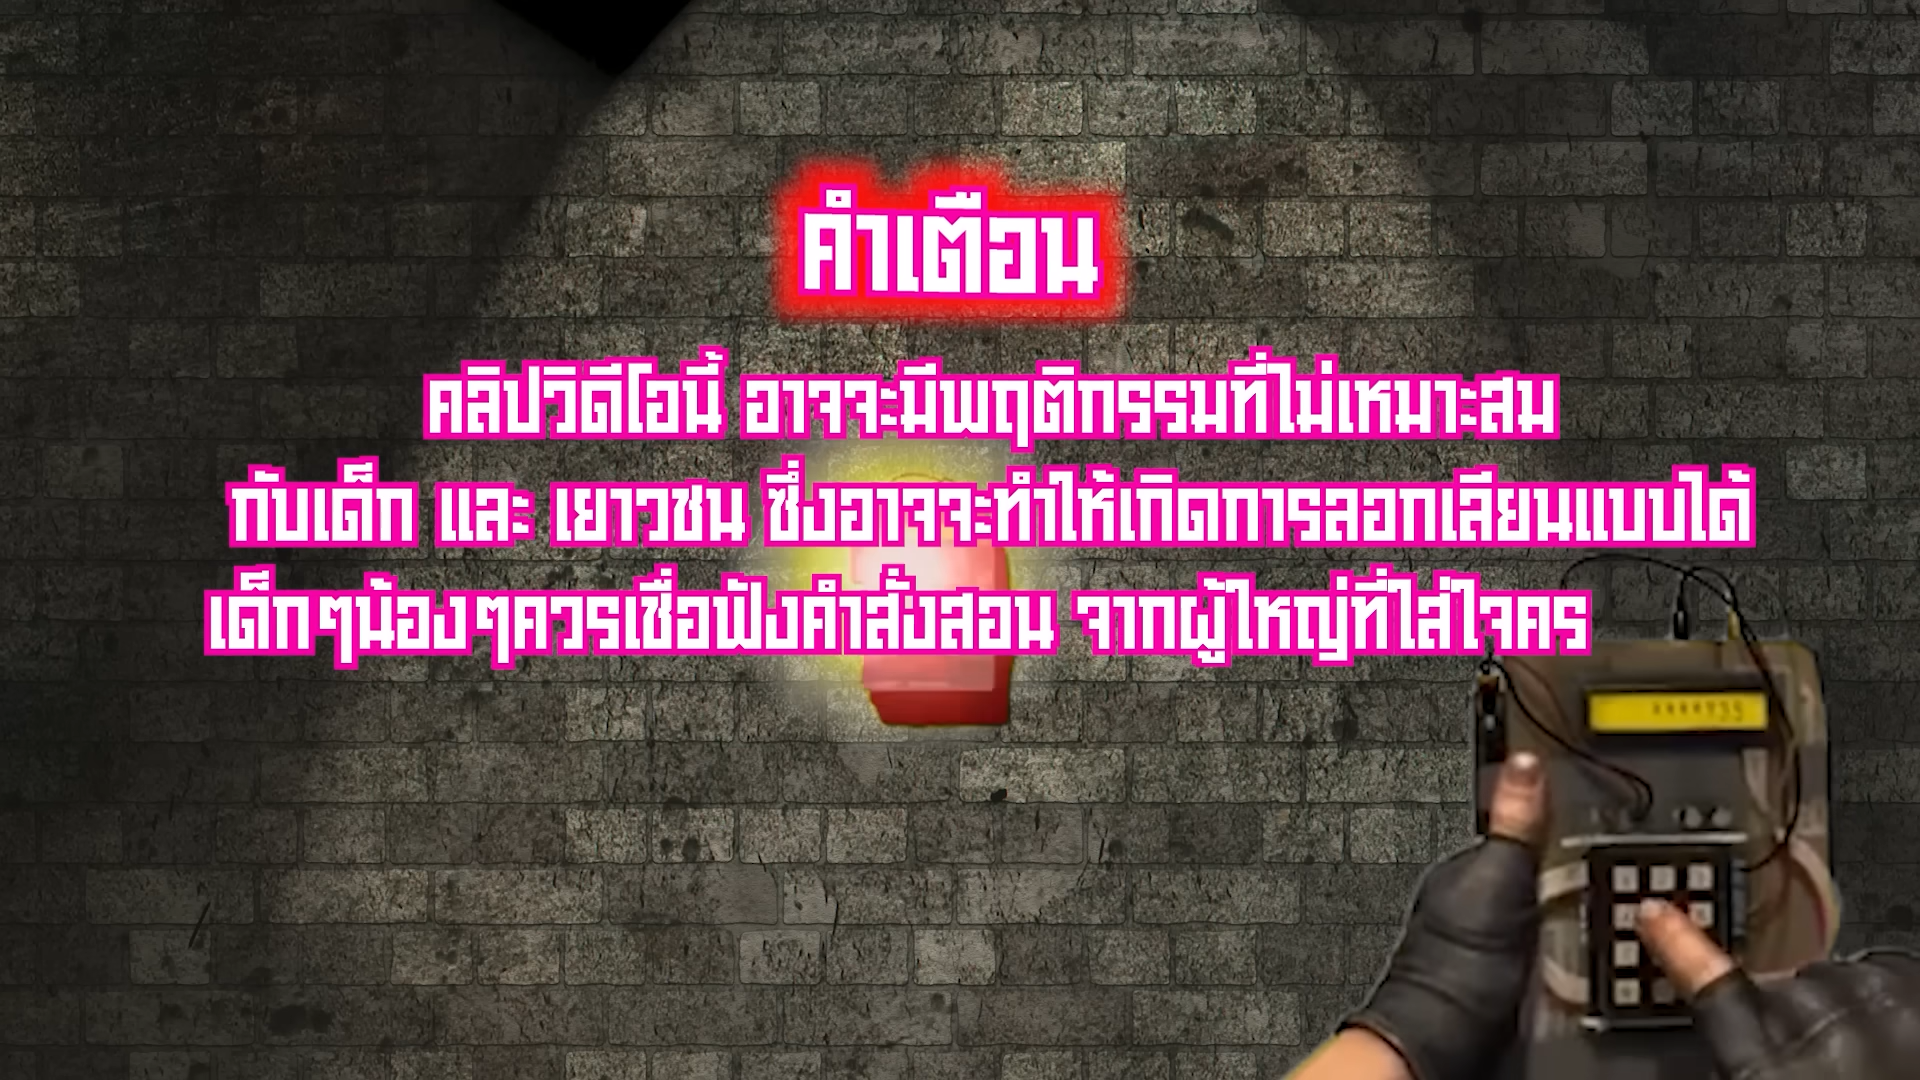 คำเตือน
คลิปวิดีโอนี้ อาจจะมีพฤติกรรมที่ไม่เหมาะสม
กับเด็ก และ เยาวชน ซึ่งอาจจะทำให้เกิดการลอกเลียนแบบได้
เด็กๆน้องๆควรเชื่อฟังคำสั่งสอน จากผู้ใหญ่ที่ใส่ใจคร